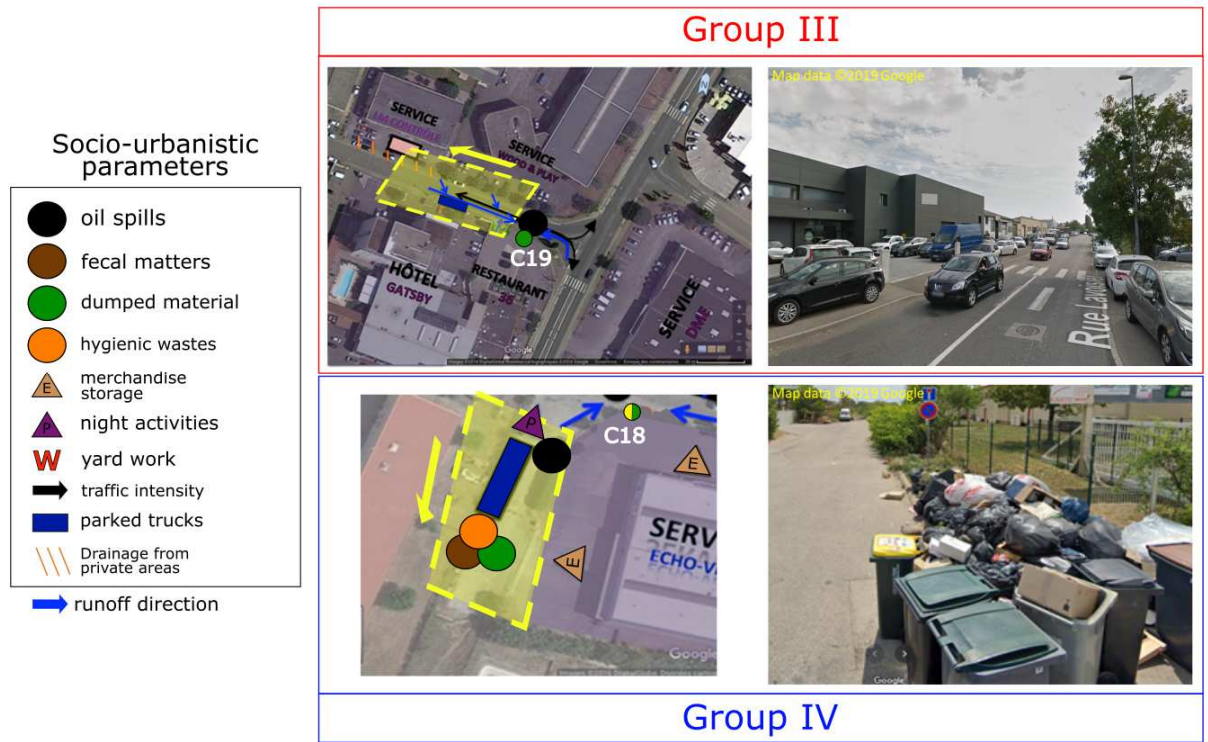 Group III
Socio-urbanistic
parameters
oil spills
fecal matters
dumped material
hygienic wastes
E
merchandise
storage
P
night activities
W
yard work
traffic intensity
parked trucks
Drainage from
private areas
runoff direction
SERVICE
SERVICE
WOOD & PLAY
C19
HÔTEL
GATSBY
RESTAURANT
SERVICE
DME
Google
Map data ©2019 Google
P
C18
E
E
SERV
ECHO-V
Google
Map data ©2019 Google
Google
Group IV